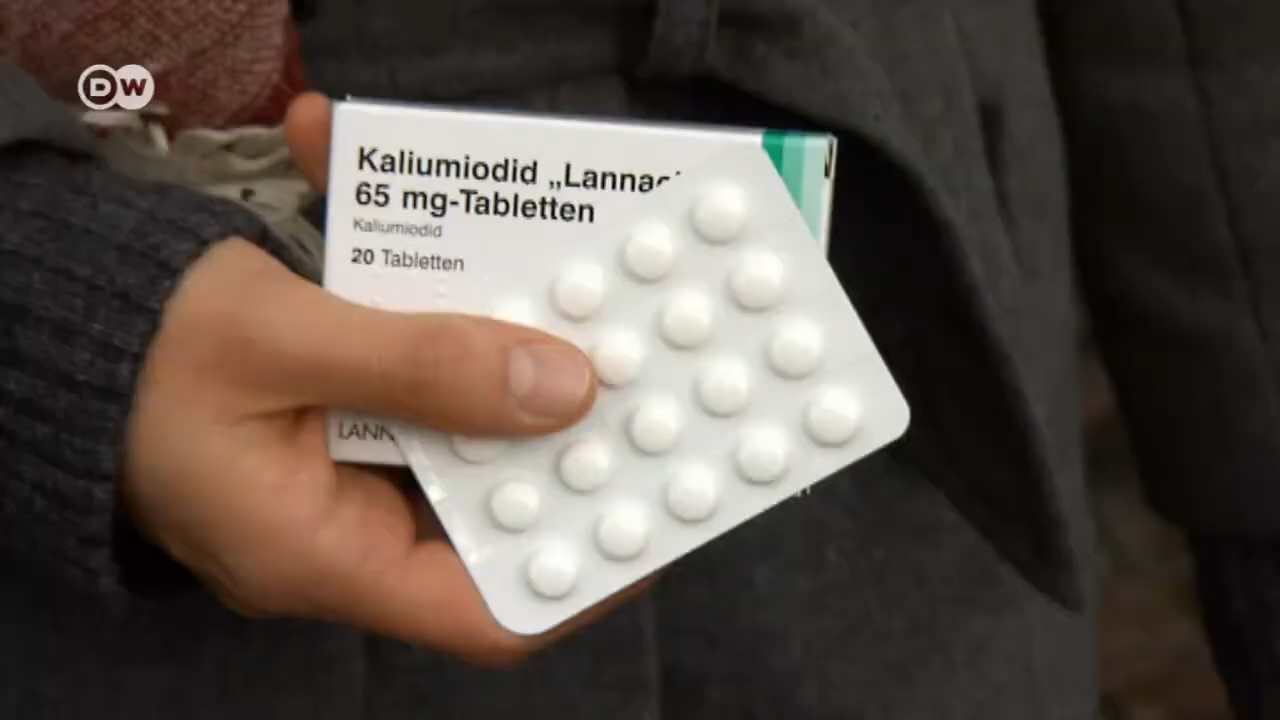 DW
Kaliumiodid „Lannac
65 mg-Tabletten
Kaliumiodid
20 Tabletten
LANN